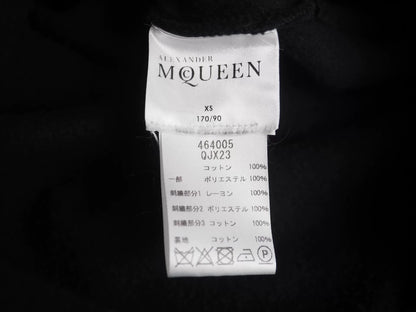 ALEXANDER
McQUEEN
XS
170/90
464005
QJX23
コットン 100%
一部 ポリエステル 100%
刺繍部分1 レーヨン 100%
刺繍部分2 ポリエステル 100%
刺繍部分3 コットン 100%
裏地 コットン 100%
P